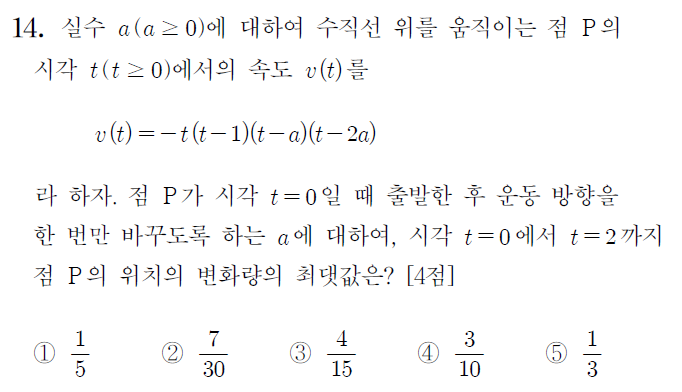 14. 실수 a(a≥0)에 대하여 수직선 위를 움직이는 점 P의
시각 t(t≥0)에서의 속도 v(t)를
v(t)=−t(t−1)(t−a)(t−2a)
라 하자. 점 P가 시각 t=0일 때 출발한 후 운동 방향을
한 번만 바꾸도록 하는 a에 대하여, 시각 t=0에서 t=2까지
점 P의 위치의 변화량의 최댓값은? [4점]
① 1/5 ② 7/30 ③ 4/15 ④ 3/10 ⑤ 1/3